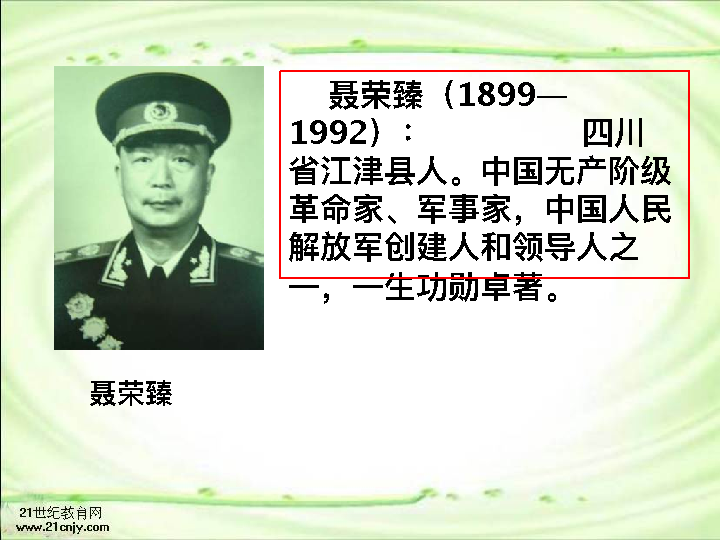 聂荣臻（1899—
1992）： 四川
省江津县人。中国无产阶级
革命家、军事家，中国人民
解放军创建人和领导人之
一，一生功勋卓著。
聂荣臻
21世纪教育网
www.21cnjy.com